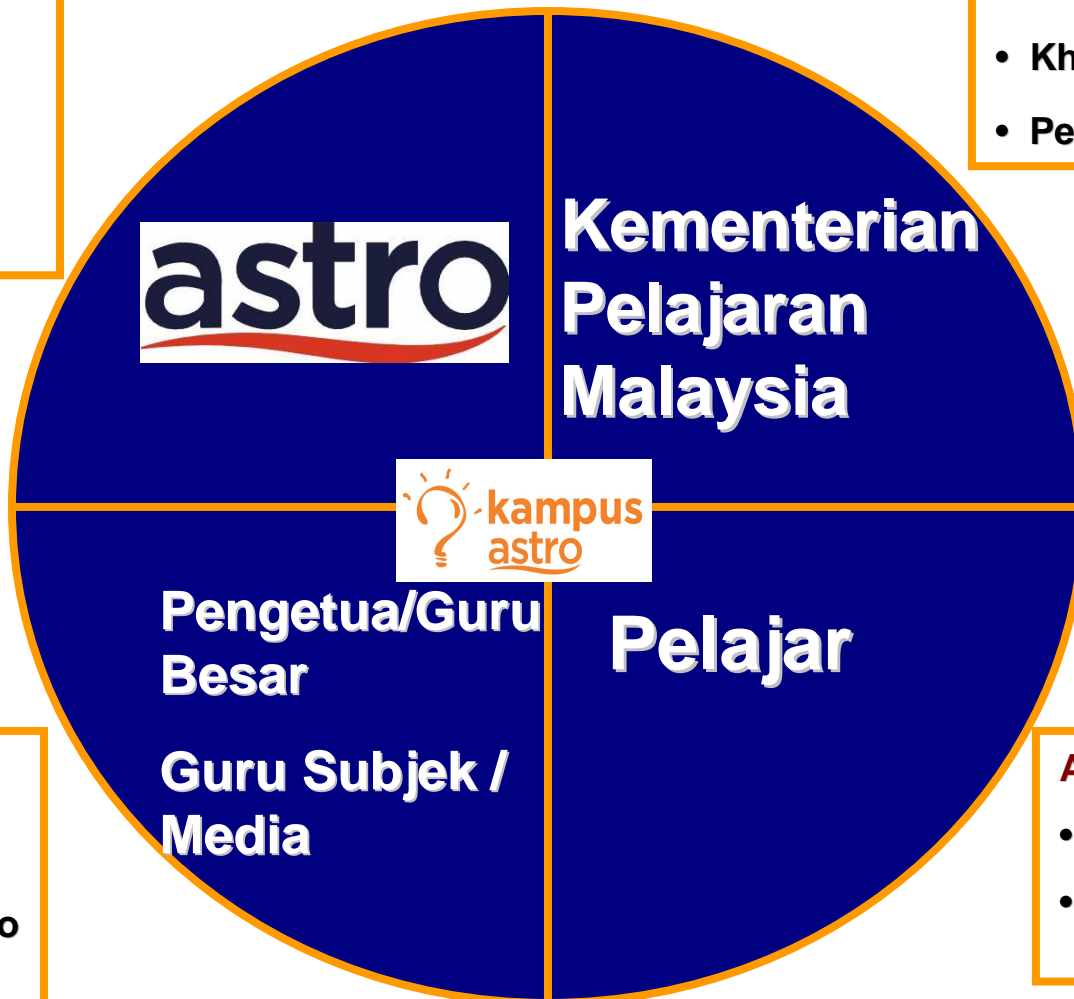 astro
Kementerian
Pelajaran
Malaysia
kampus
astro
Pengetua/Guru
Besar
Guru Subjek /
Media
Pelajar